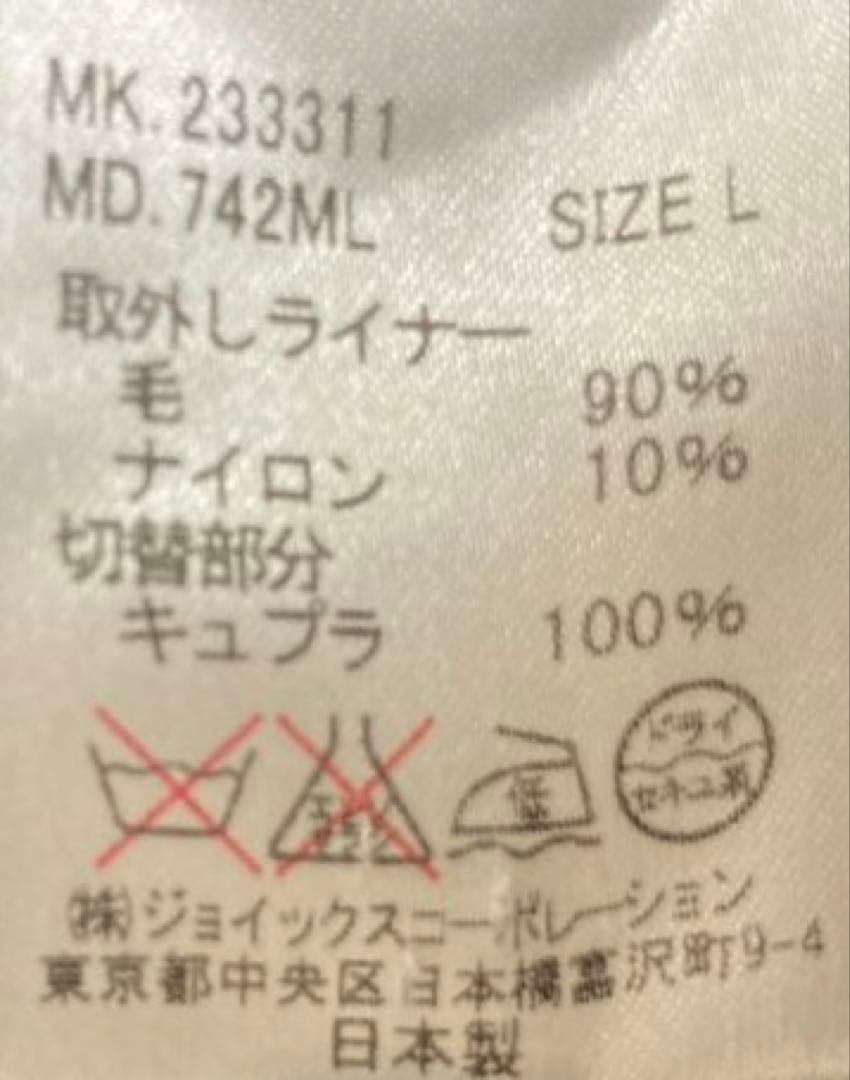 MK.233311
MD.742ML SIZE L
取外しライナー
毛 90%
ナイロン 10%
切替部分
キュプラ 100%
低
ドライ
セキユ系
㈱ジョイックスコーポレーション
東京都中央区日本橋富沢町9-4
日本製